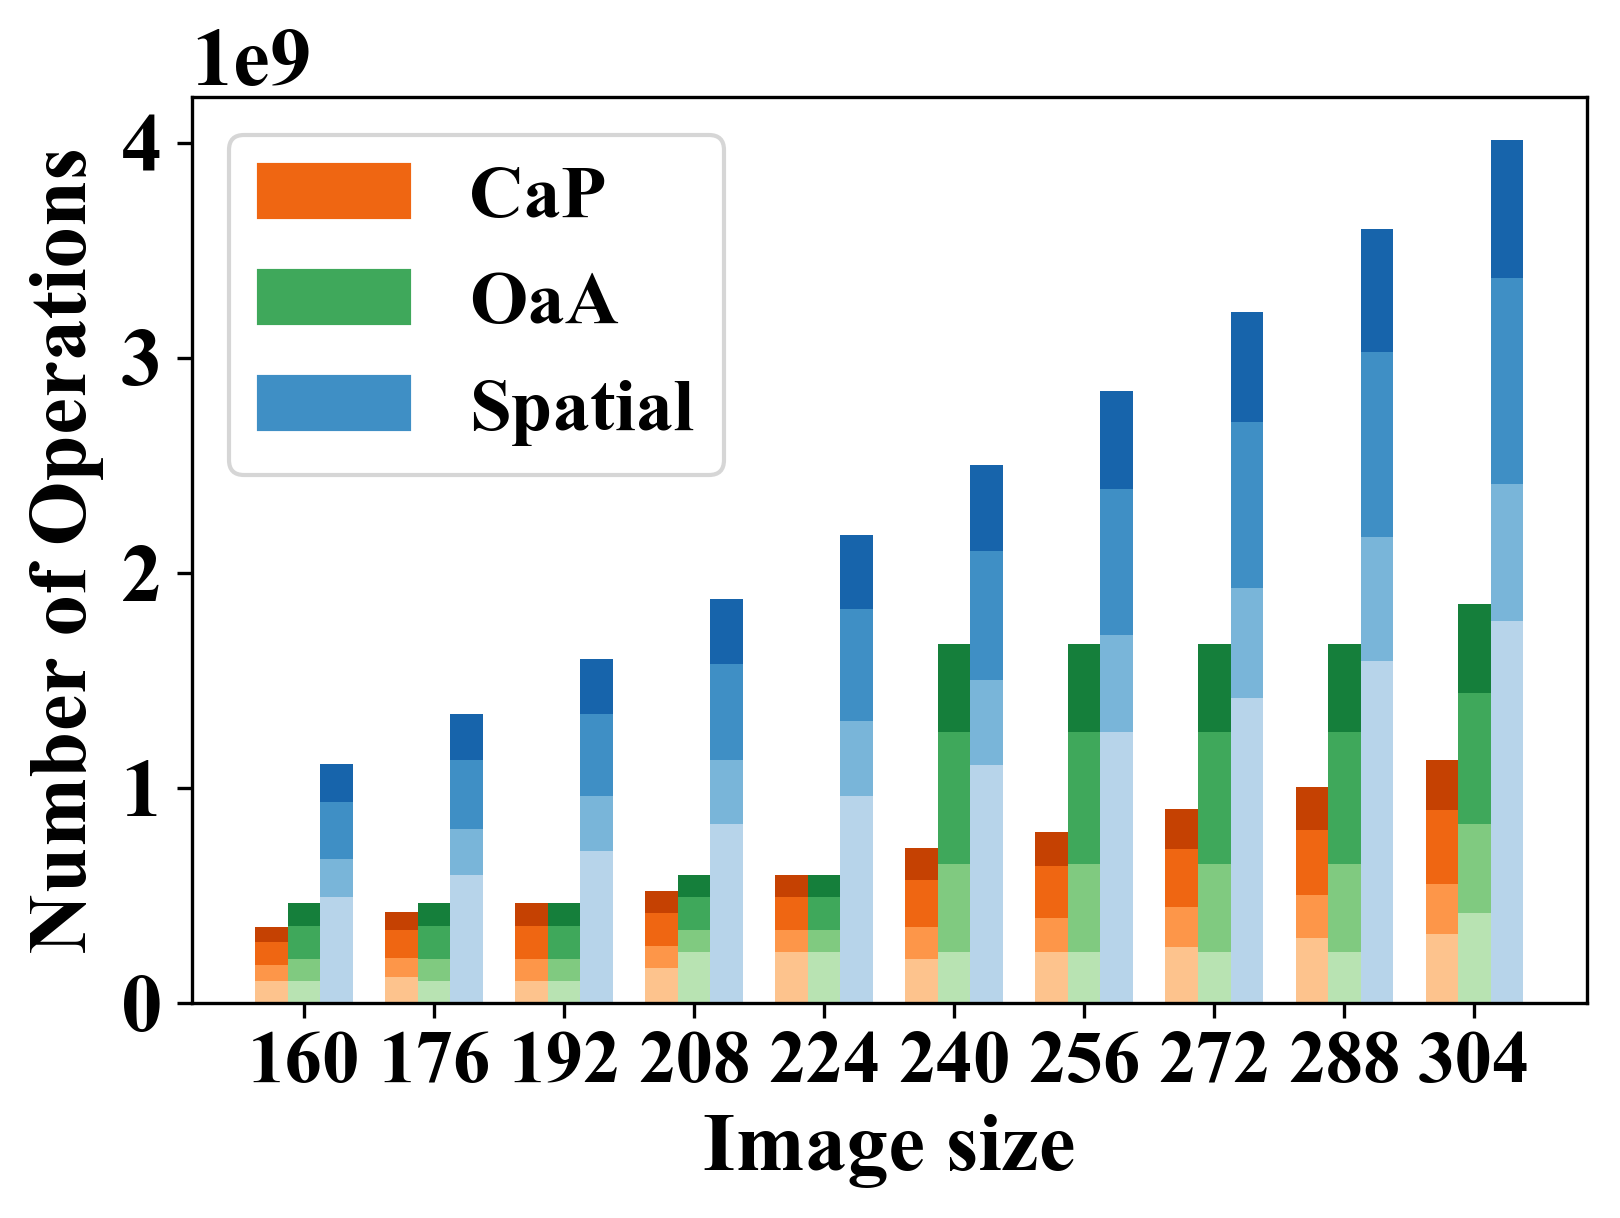 1e9
4
3
2
1
0
Number of Operations
CaP
OaA
Spatial
160 176 192 208 224 240 256 272 288 304
Image size